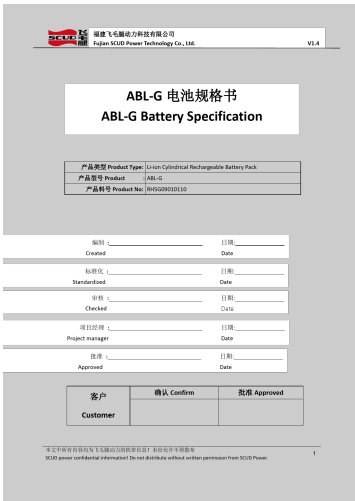 SCUD 飞毛腿
福建飞毛腿动力科技有限公司
Fujian SCUD Power Technology Co., Ltd. V1.4
ABL-G 电池规格书
ABL-G Battery Specification
产品类型 Product Type: Li-ion Cylindrical Rechargeable Battery Pack
产品型号 Product : ABL-G
产品料号 Product No: RHSG09010110
编制 : 日期:
Created Date
标准化 : 日期:
Standardized Date
审核 : 日期:
Checked Date
项目经理 : 日期:
Project manager Date
批准 : 日期:
Approved Date
客户 确认 Confirm 批准 Approved
Customer
本文中所有内容均为飞毛腿动力的机密信息！未经允许不得散布
SCUD power confidential information! Do not distribute without written permission from SCUD Power.
1